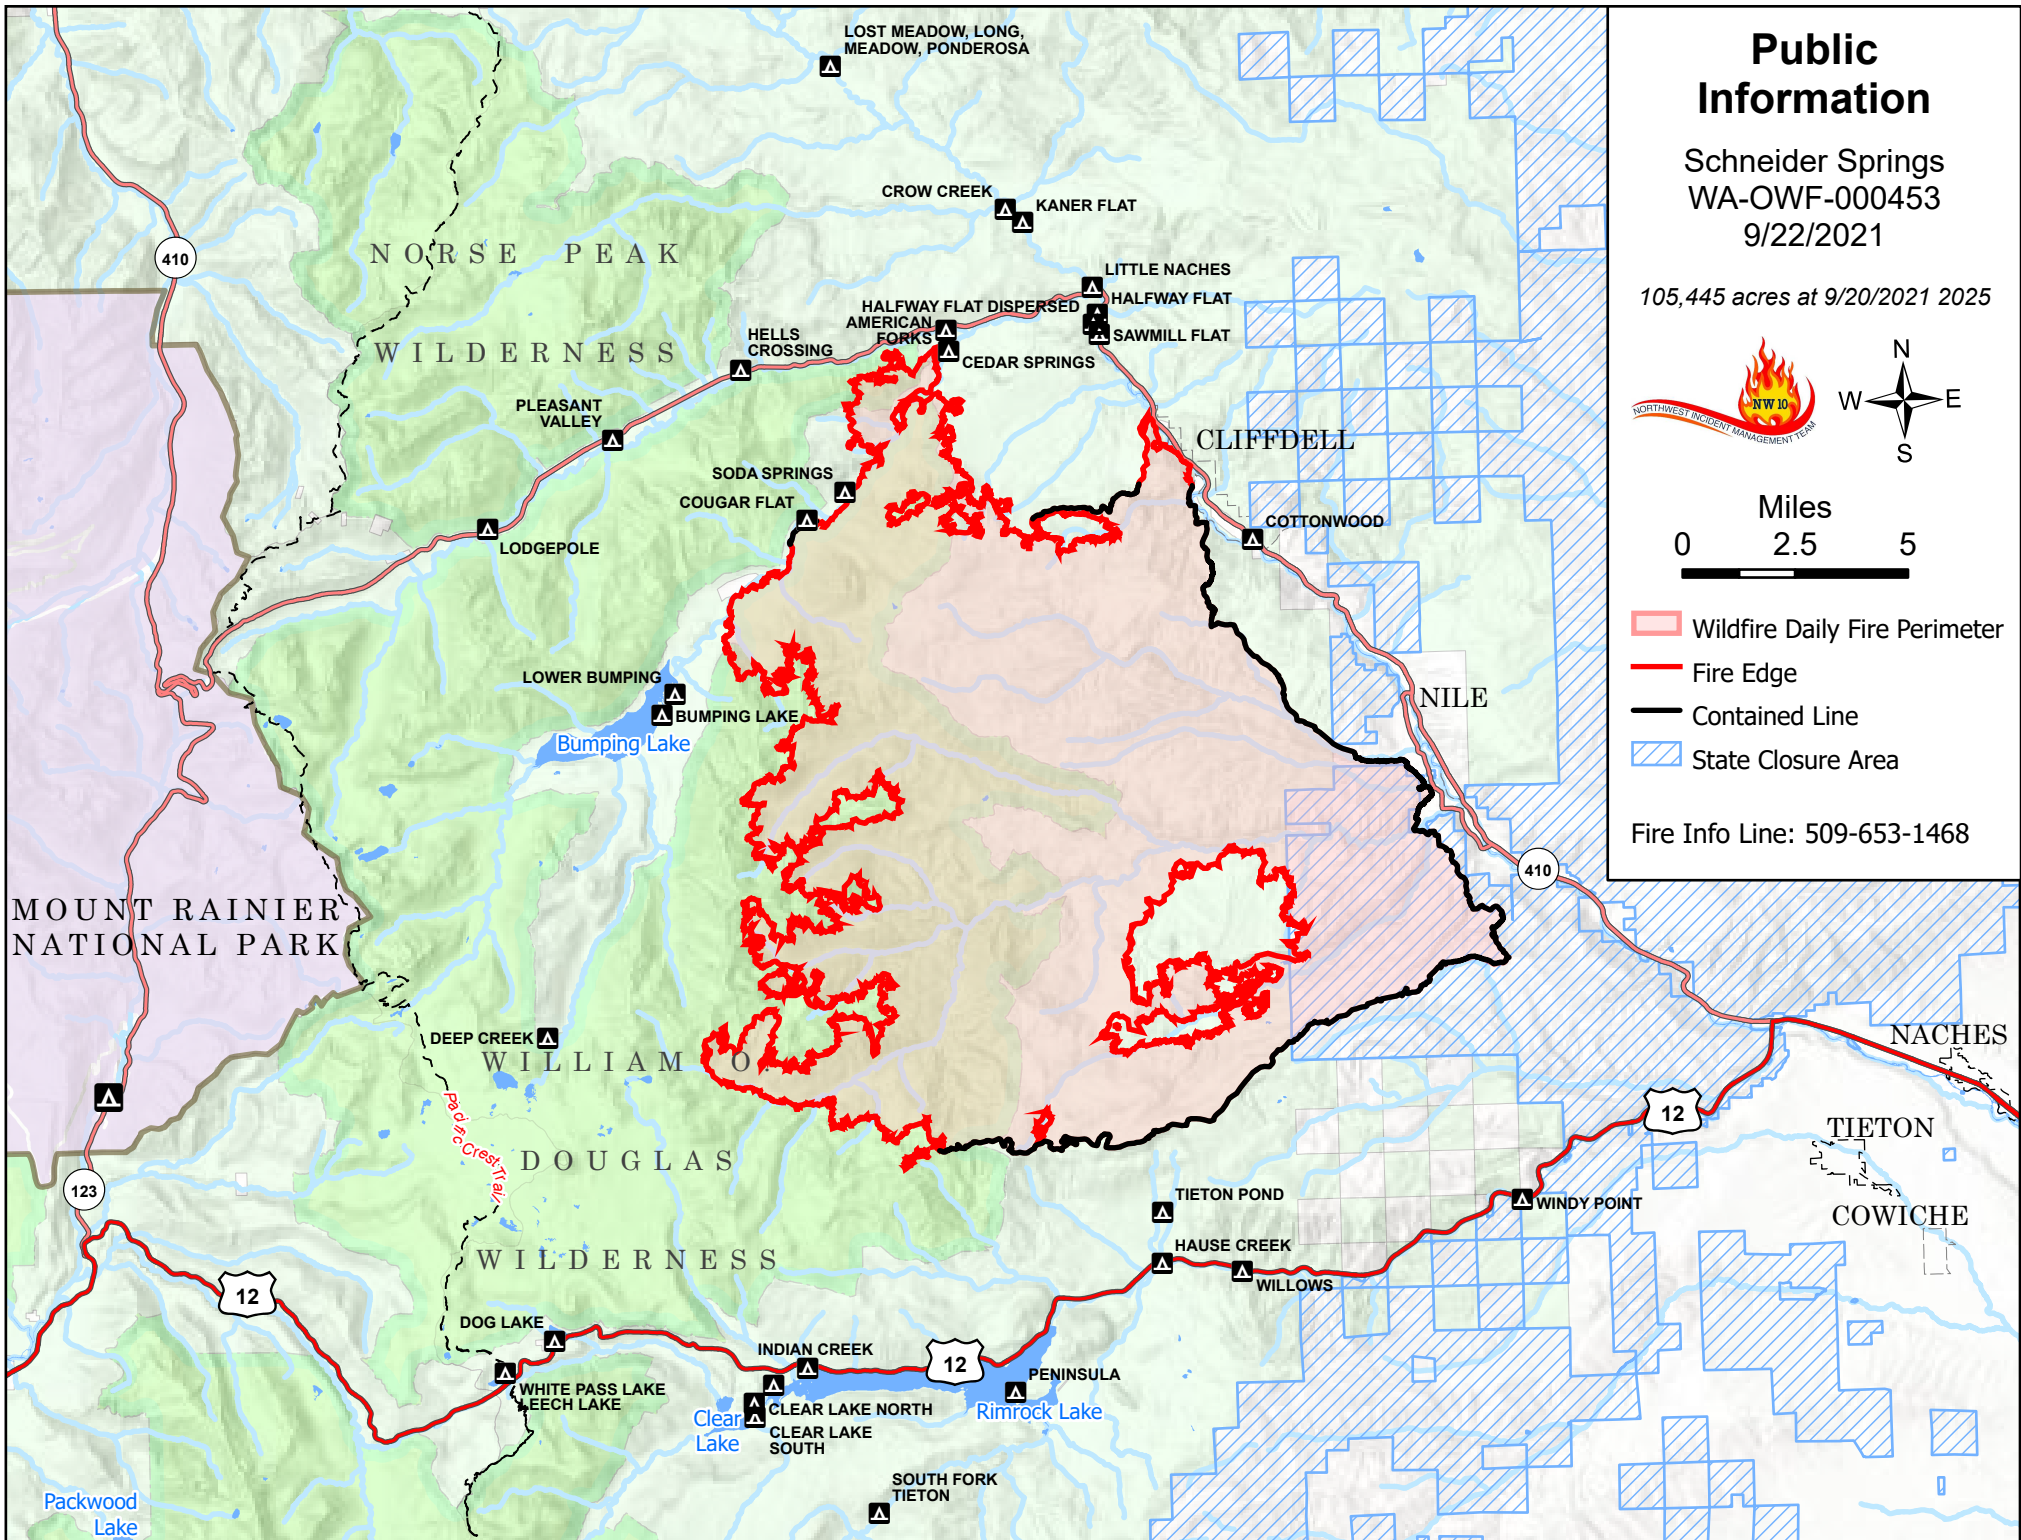 Public
Information
Schneider Springs
WA-OWF-000453
9/22/2021
105,445 acres at 9/20/2021 2025
NW 10
NORTHWEST INCIDENT MANAGEMENT TEAM
N
W
E
S
Miles
0 2.5 5
Wildfire Daily Fire Perimeter
Fire Edge
Contained Line
State Closure Area
Fire Info Line: 509-653-1468
LOST MEADOW, LONG,
MEADOW, PONDEROSA
CROW CREEK
KANER FLAT
NORSE PEAK
WILDERNESS
410
LITTLE NACHES
HALFWAY FLAT DISPERSED
HALFWAY FLAT
AMERICAN
FORKS
SAWMILL FLAT
HELLS
CROSSING
CEDAR SPRINGS
PLEASANT
VALLEY
CLIFFDELL
SODA SPRINGS
COUGAR FLAT
COTTONWOOD
LODGEPOLE
LOWER BUMPING
BUMPING LAKE
Bumping Lake
NILE
410
MOUNT RAINIER
NATIONAL PARK
DEEP CREEK
WILLIAM O.
DOUGLAS
WILDERNESS
Pacific Crest Trail
NACHES
12
TIETON
COWICHE
123
TIETON POND
WINDY POINT
HAUSE CREEK
WILLOWS
12
DOG LAKE
INDIAN CREEK
12
WHITE PASS LAKE
LEECH LAKE
PENINSULA
CLEAR LAKE NORTH
Rimrock Lake
Clear
Lake
CLEAR LAKE
SOUTH
SOUTH FORK
TIETON
Packwood
Lake